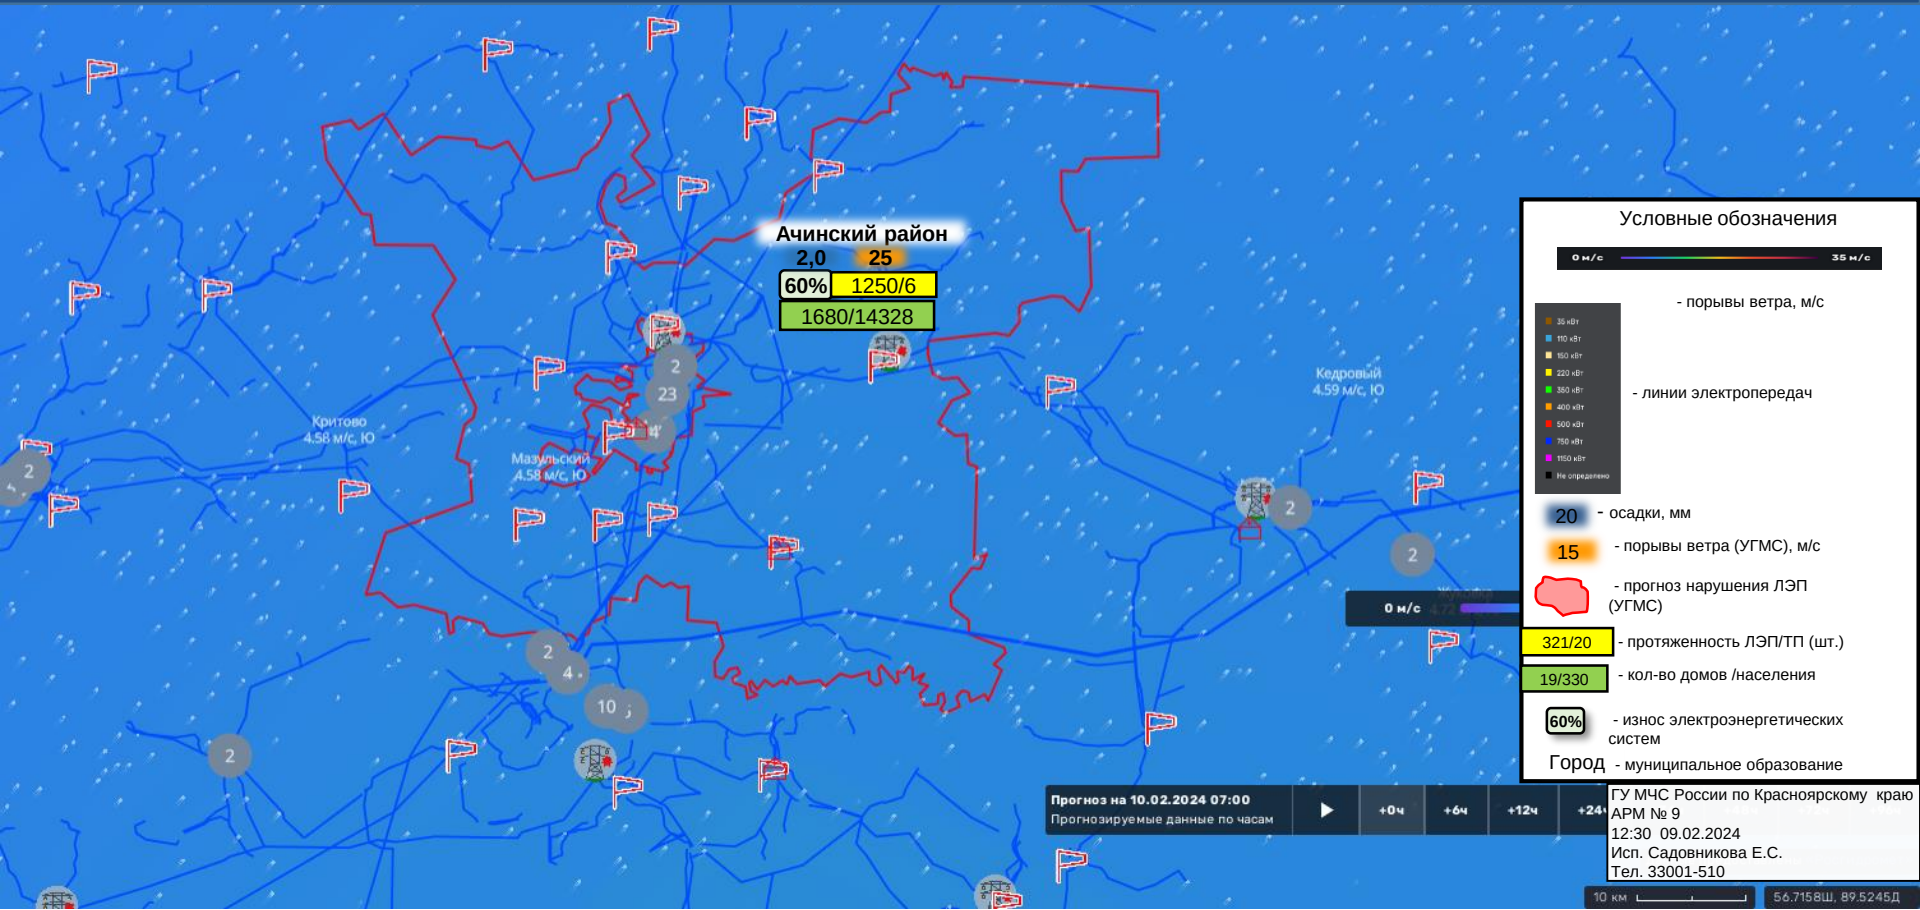 Ачинский район
2,0 25
60% 1250/6
1680/14328
2
23
4
Кедровый
4.59 м/с, Ю
Критово
4.58 м/с, Ю
Мазульский
4.58 м/с, Ю
2
2
2
2
4
10
2
0 м/с
Условные обозначения
0 м/с 35 м/с
- порывы ветра, м/с
35 кВт
110 кВт
150 кВт
220 кВт
380 кВт
400 кВт
500 кВт
750 кВт
1150 кВт
Не определено
- линии электропередач
20 - осадки, мм
15 - порывы ветра (УГМС), м/с
- прогноз нарушения ЛЭП
(УГМС)
321/20 - протяженность ЛЭП/ТП (шт.)
19/330 - кол-во домов /населения
60% - износ электроэнергетических
систем
Город - муниципальное образование
Прогноз на 10.02.2024 07:00
Прогнозируемые данные по часам
+0ч +6ч +12ч +24ч
ГУ МЧС России по Красноярскому краю
АРМ № 9
12:30 09.02.2024
Исп. Садовникова Е.С.
Тел. 33001-510
10 км
56.7158Ш, 89.5245Д